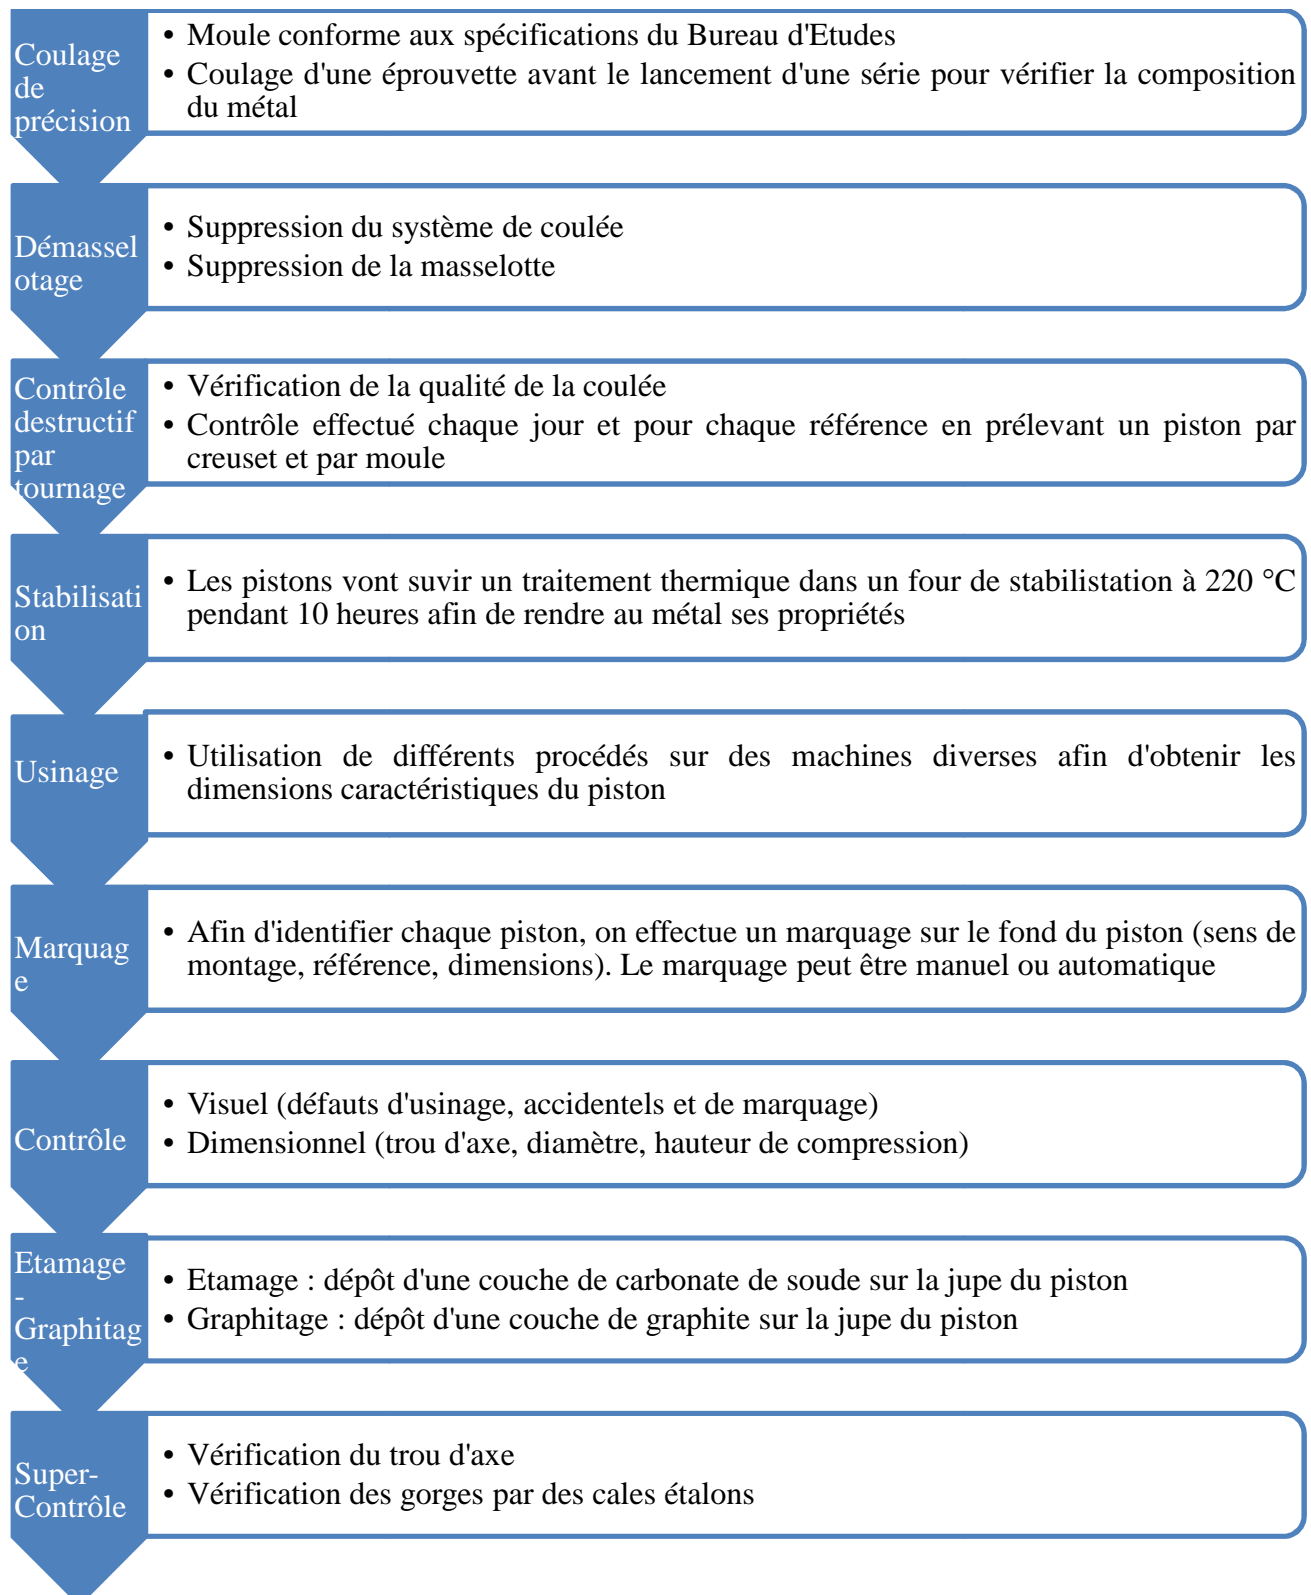 Coulage
de
précision
• Moule conforme aux spécifications du Bureau d'Etudes
• Coulage d'une éprouvette avant le lancement d'une série pour vérifier la composition
du métal
Démassel
otage
• Suppression du système de coulée
• Suppression de la masselotte
Contrôle
destructif
par
tournage
• Vérification de la qualité de la coulée
• Contrôle effectué chaque jour et pour chaque référence en prélevant un piston par
creuset et par moule
Stabilisati
on
• Les pistons vont suvir un traitement thermique dans un four de stabilistation à 220 °C
pendant 10 heures afin de rendre au métal ses propriétés
Usinage
• Utilisation de différents procédés sur des machines diverses afin d'obtenir les
dimensions caractéristiques du piston
Marquag
e
• Afin d'identifier chaque piston, on effectue un marquage sur le fond du piston (sens de
montage, référence, dimensions). Le marquage peut être manuel ou automatique
Contrôle
• Visuel (défauts d'usinage, accidentels et de marquage)
• Dimensionnel (trou d'axe, diamètre, hauteur de compression)
Etamage
-
Graphitag
e
• Etamage : dépôt d'une couche de carbonate de soude sur la jupe du piston
• Graphitage : dépôt d'une couche de graphite sur la jupe du piston
Super-
Contrôle
• Vérification du trou d'axe
• Vérification des gorges par des cales étalons